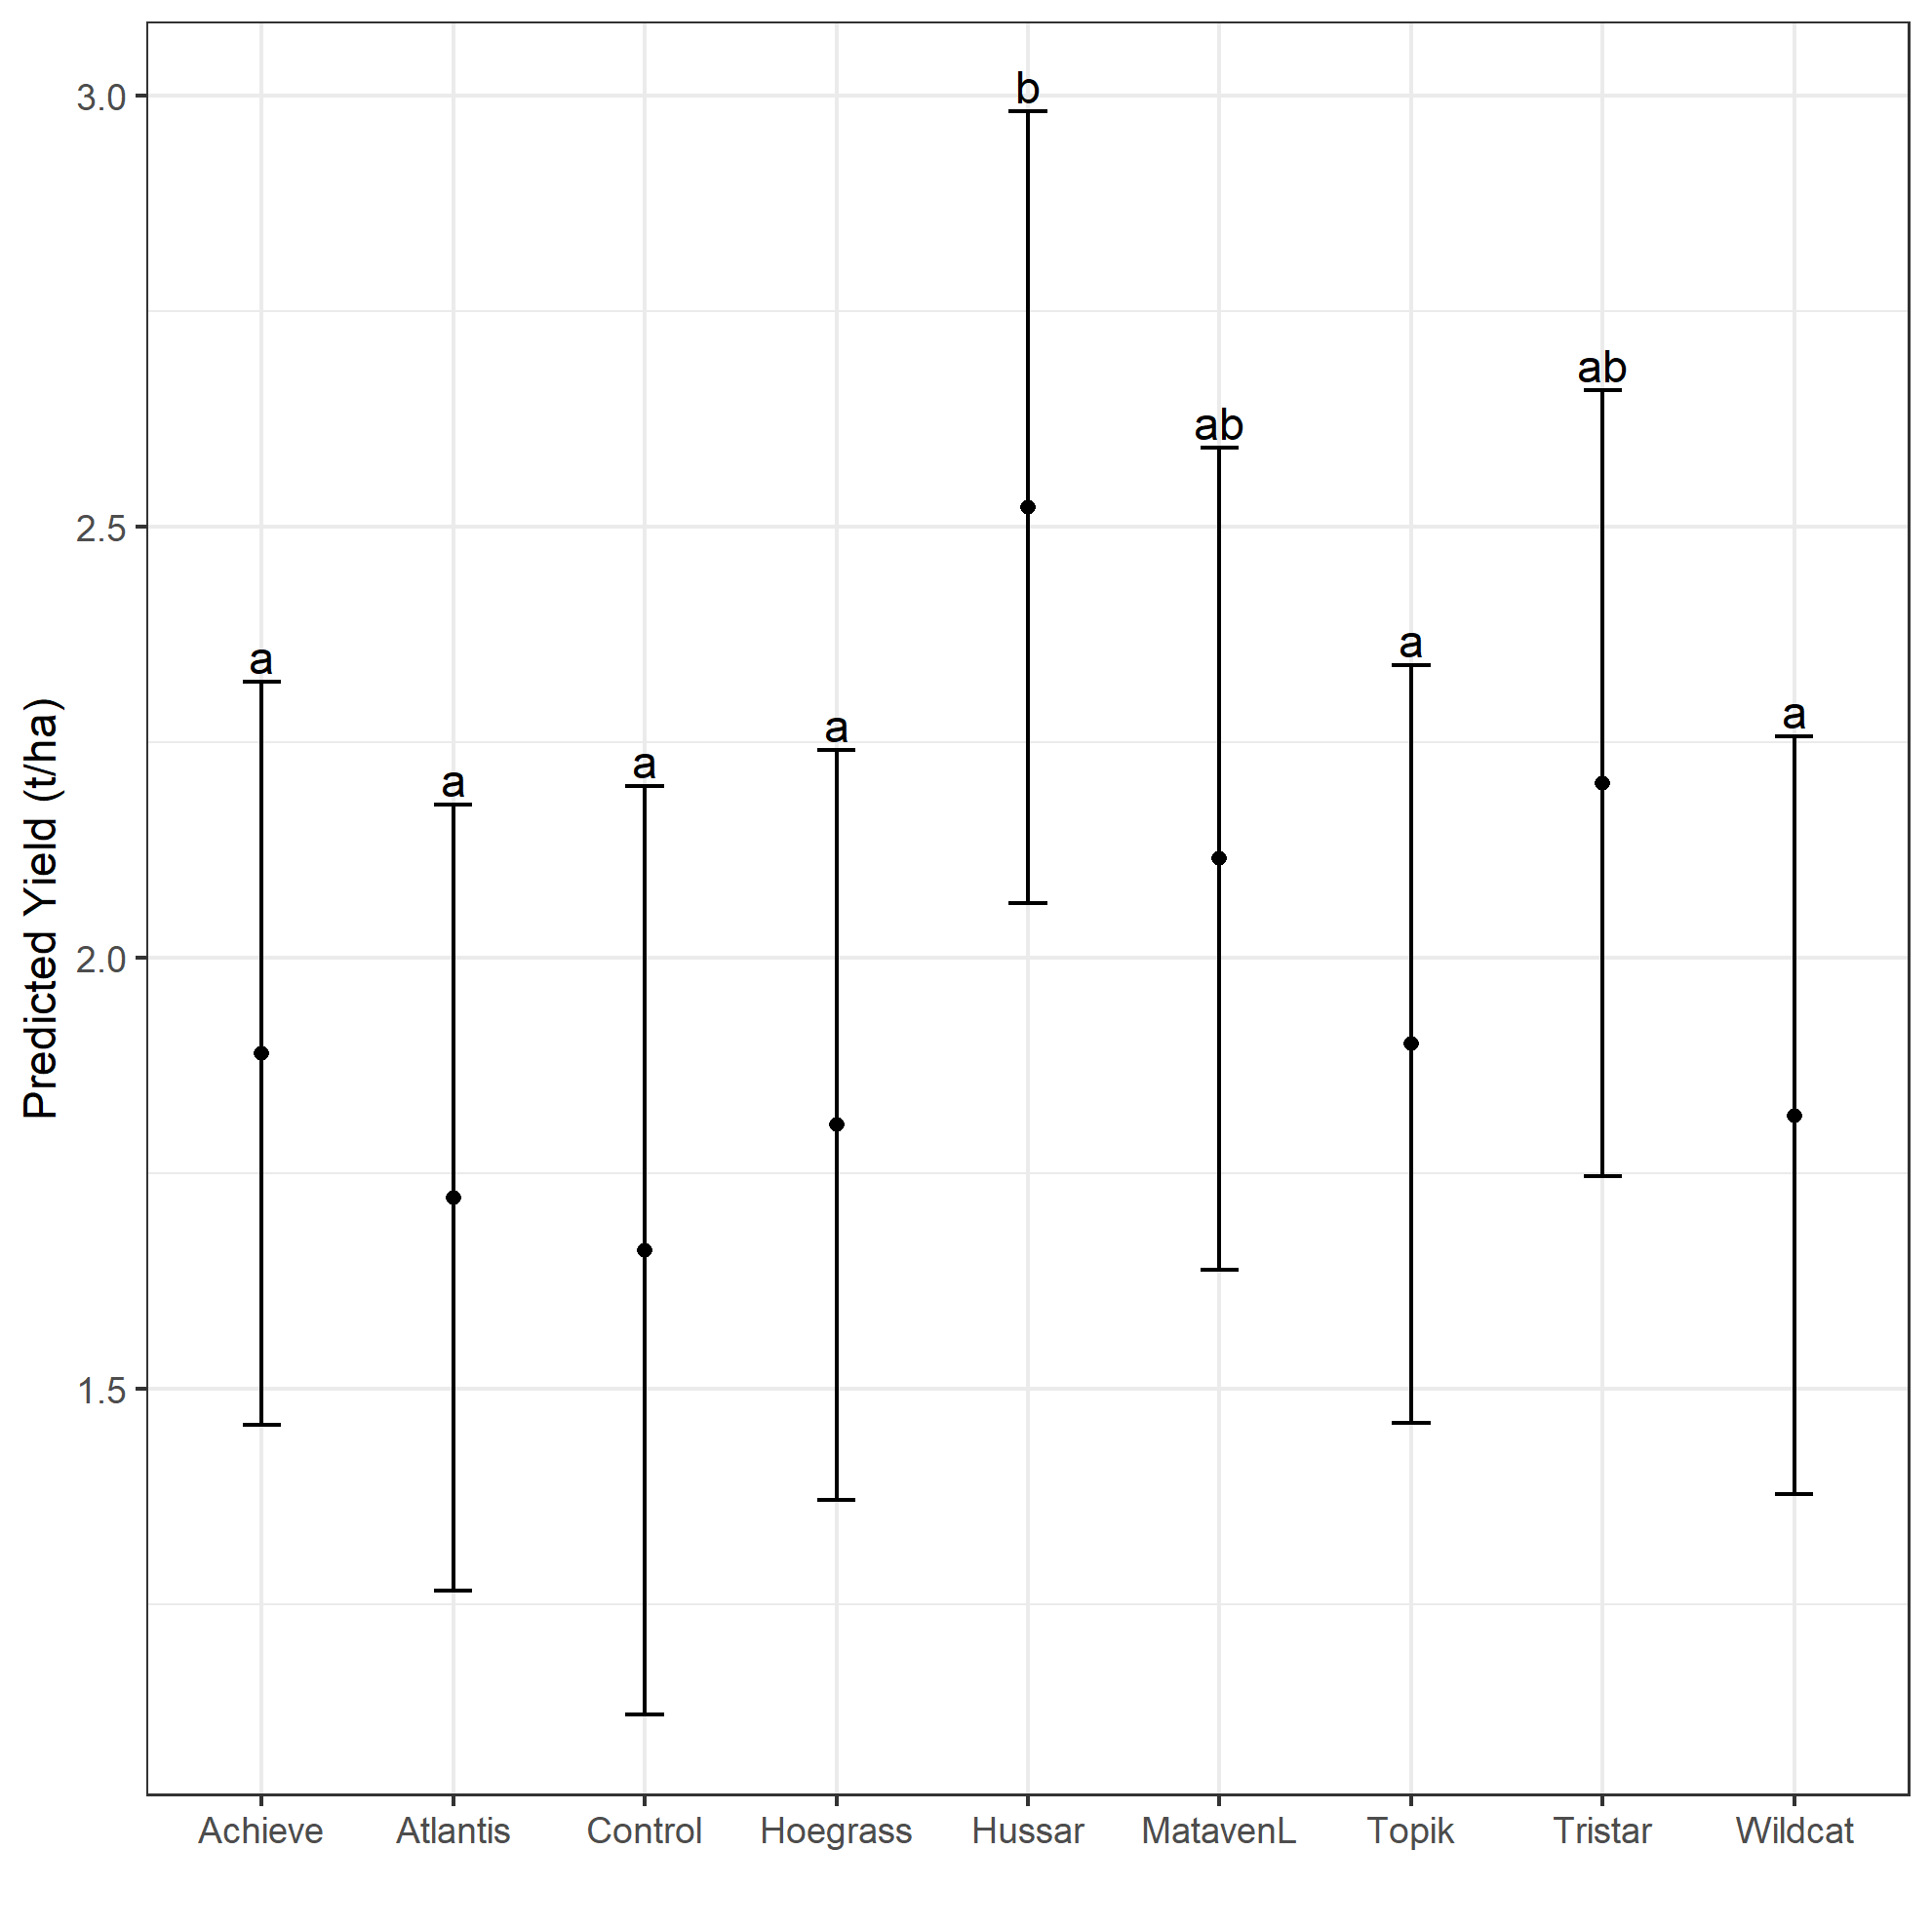 Predicted Yield (t/ha)
3.0
2.5
2.0
1.5
a
a
a
a
b
ab
a
ab
a
Achieve Atlantis Control Hoegrass Hussar MatavenL Topik Tristar Wildcat